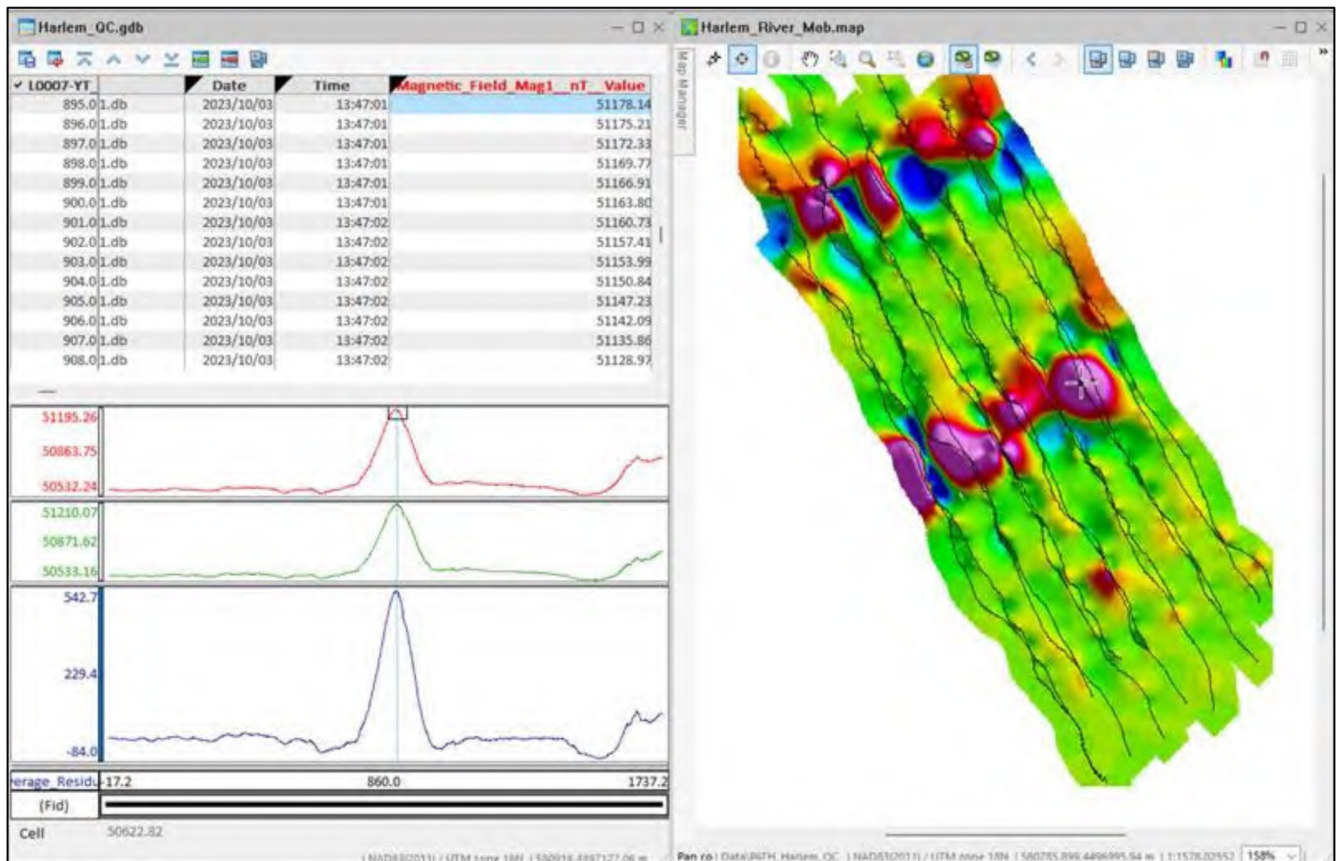 Harlem_QC.gdb
L0007-YT_ Date Time Magnetic_Field_Mag1__nT__Value
895.0 1.db 2023/10/03 13:47:01 51178.14
896.0 1.db 2023/10/03 13:47:01 51175.21
897.0 1.db 2023/10/03 13:47:01 51172.33
898.0 1.db 2023/10/03 13:47:01 51169.77
899.0 1.db 2023/10/03 13:47:01 51166.91
900.0 1.db 2023/10/03 13:47:01 51163.80
901.0 1.db 2023/10/03 13:47:02 51160.73
902.0 1.db 2023/10/03 13:47:02 51157.41
903.0 1.db 2023/10/03 13:47:02 51153.99
904.0 1.db 2023/10/03 13:47:02 51150.84
905.0 1.db 2023/10/03 13:47:02 51147.23
906.0 1.db 2023/10/03 13:47:02 51142.09
907.0 1.db 2023/10/03 13:47:02 51135.86
908.0 1.db 2023/10/03 13:47:02 51128.97
51195.26
50863.75
50532.24
51210.07
50871.62
50533.16
542.7
229.4
-84.0
verage_Residu -17.2 860.0 1737.2
(Fid)
Cell 50622.82
Harlem_River_Mob.map
Map Manager
158%